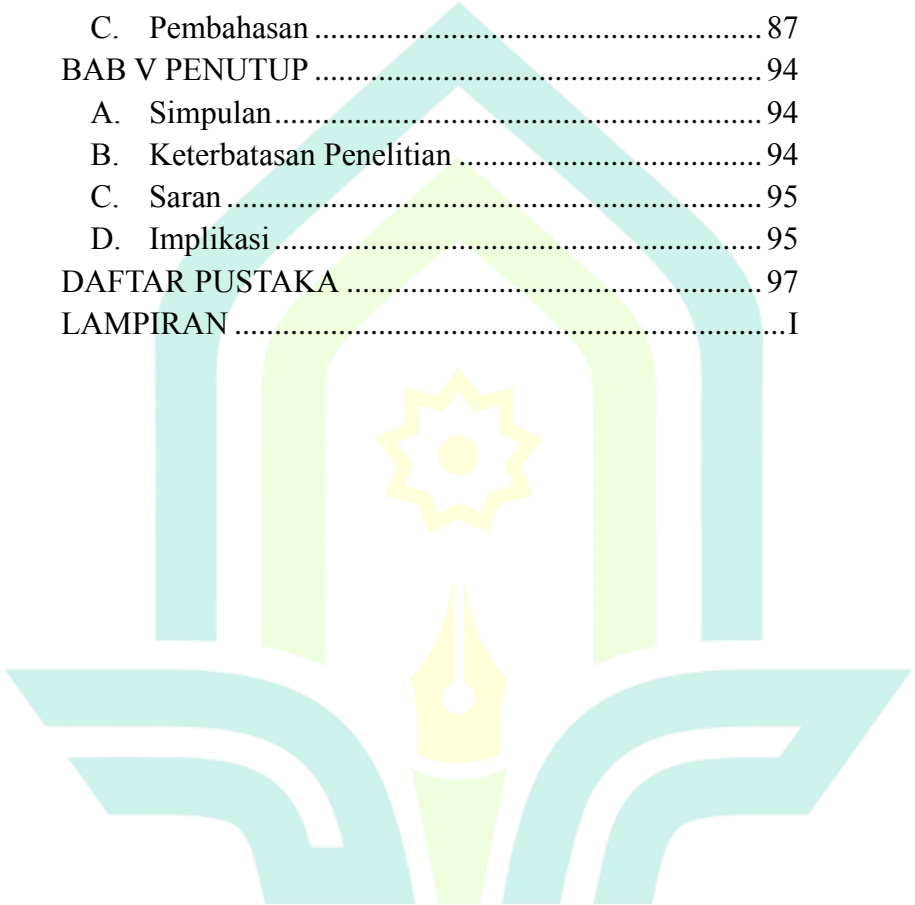 C. Pembahasan ............................................................. 87
BAB V PENUTUP ............................................................. 94
A. Simpulan ............................................................. 94
B. Keterbatasan Penelitian .......................................... 94
C. Saran ....................................................................... 95
D. Implikasi ................................................................. 95
DAFTAR PUSTAKA ........................................................ 97
LAMPIRAN ......................................................................... I